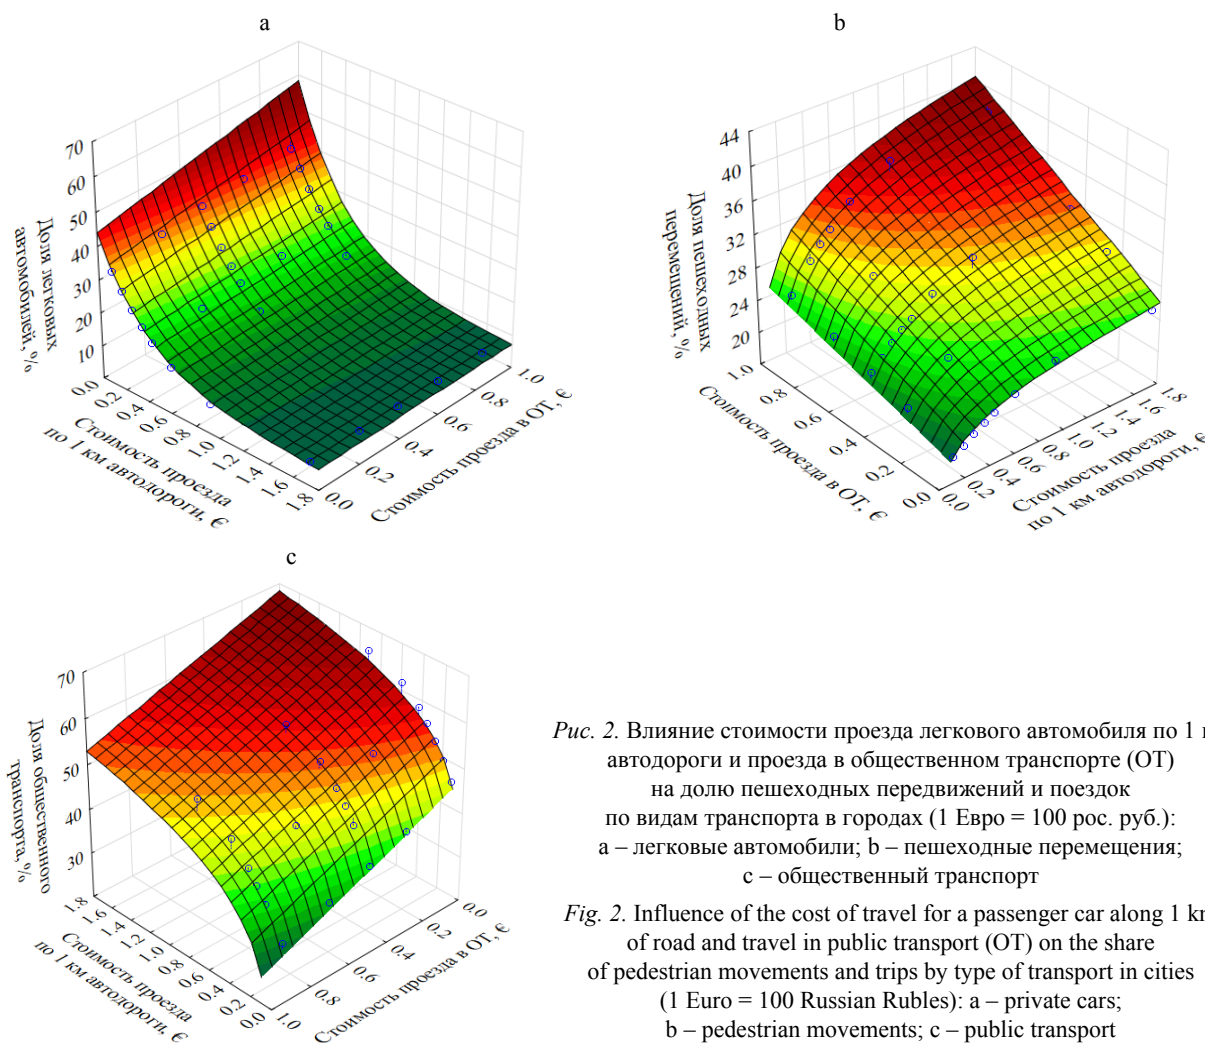 a
70
60
50
40
30
20
10
Доля легковых
автомобилей, %
0.0
0.2
0.4
0.6
0.8
1.0
1.2
1.4
1.6
1.8
Стоимость проезда
по 1 км автодороги, €
0.0
0.2
0.4
0.6
0.8
1.0
Стоимость проезда в ОТ, €
b
44
40
36
32
28
24
20
Доля пешеходных
перемещений, %
1.0
0.8
0.6
0.4
0.2
0.0
Стоимость проезда в ОТ, €
0.0
0.2
0.4
0.6
0.8
1.0
1.2
1.4
1.6
1.8
Стоимость проезда
по 1 км автодороги, €
c
70
60
50
40
30
Доля общественного
транспорта, %
1.8
1.6
1.4
1.2
1.0
0.8
0.6
0.4
0.2
0.0
Стоимость проезда
по 1 км автодороги, €
1.0
0.8
0.6
0.4
0.2
0.0
Стоимость проезда в ОТ, €
Рис. 2. Влияние стоимости проезда легкового автомобиля по 1
автодороги и проезда в общественном транспорте (ОТ)
на долю пешеходных передвижений и поездок
по видам транспорта в городах (1 Евро = 100 рос. руб.):
a – легковые автомобили; b – пешеходные перемещения;
c – общественный транспорт
Fig. 2. Influence of the cost of travel for a passenger car along 1 km
of road and travel in public transport (OT) on the share
of pedestrian movements and trips by type of transport in cities
(1 Euro = 100 Russian Rubles): a – private cars;
b – pedestrian movements; c – public transport